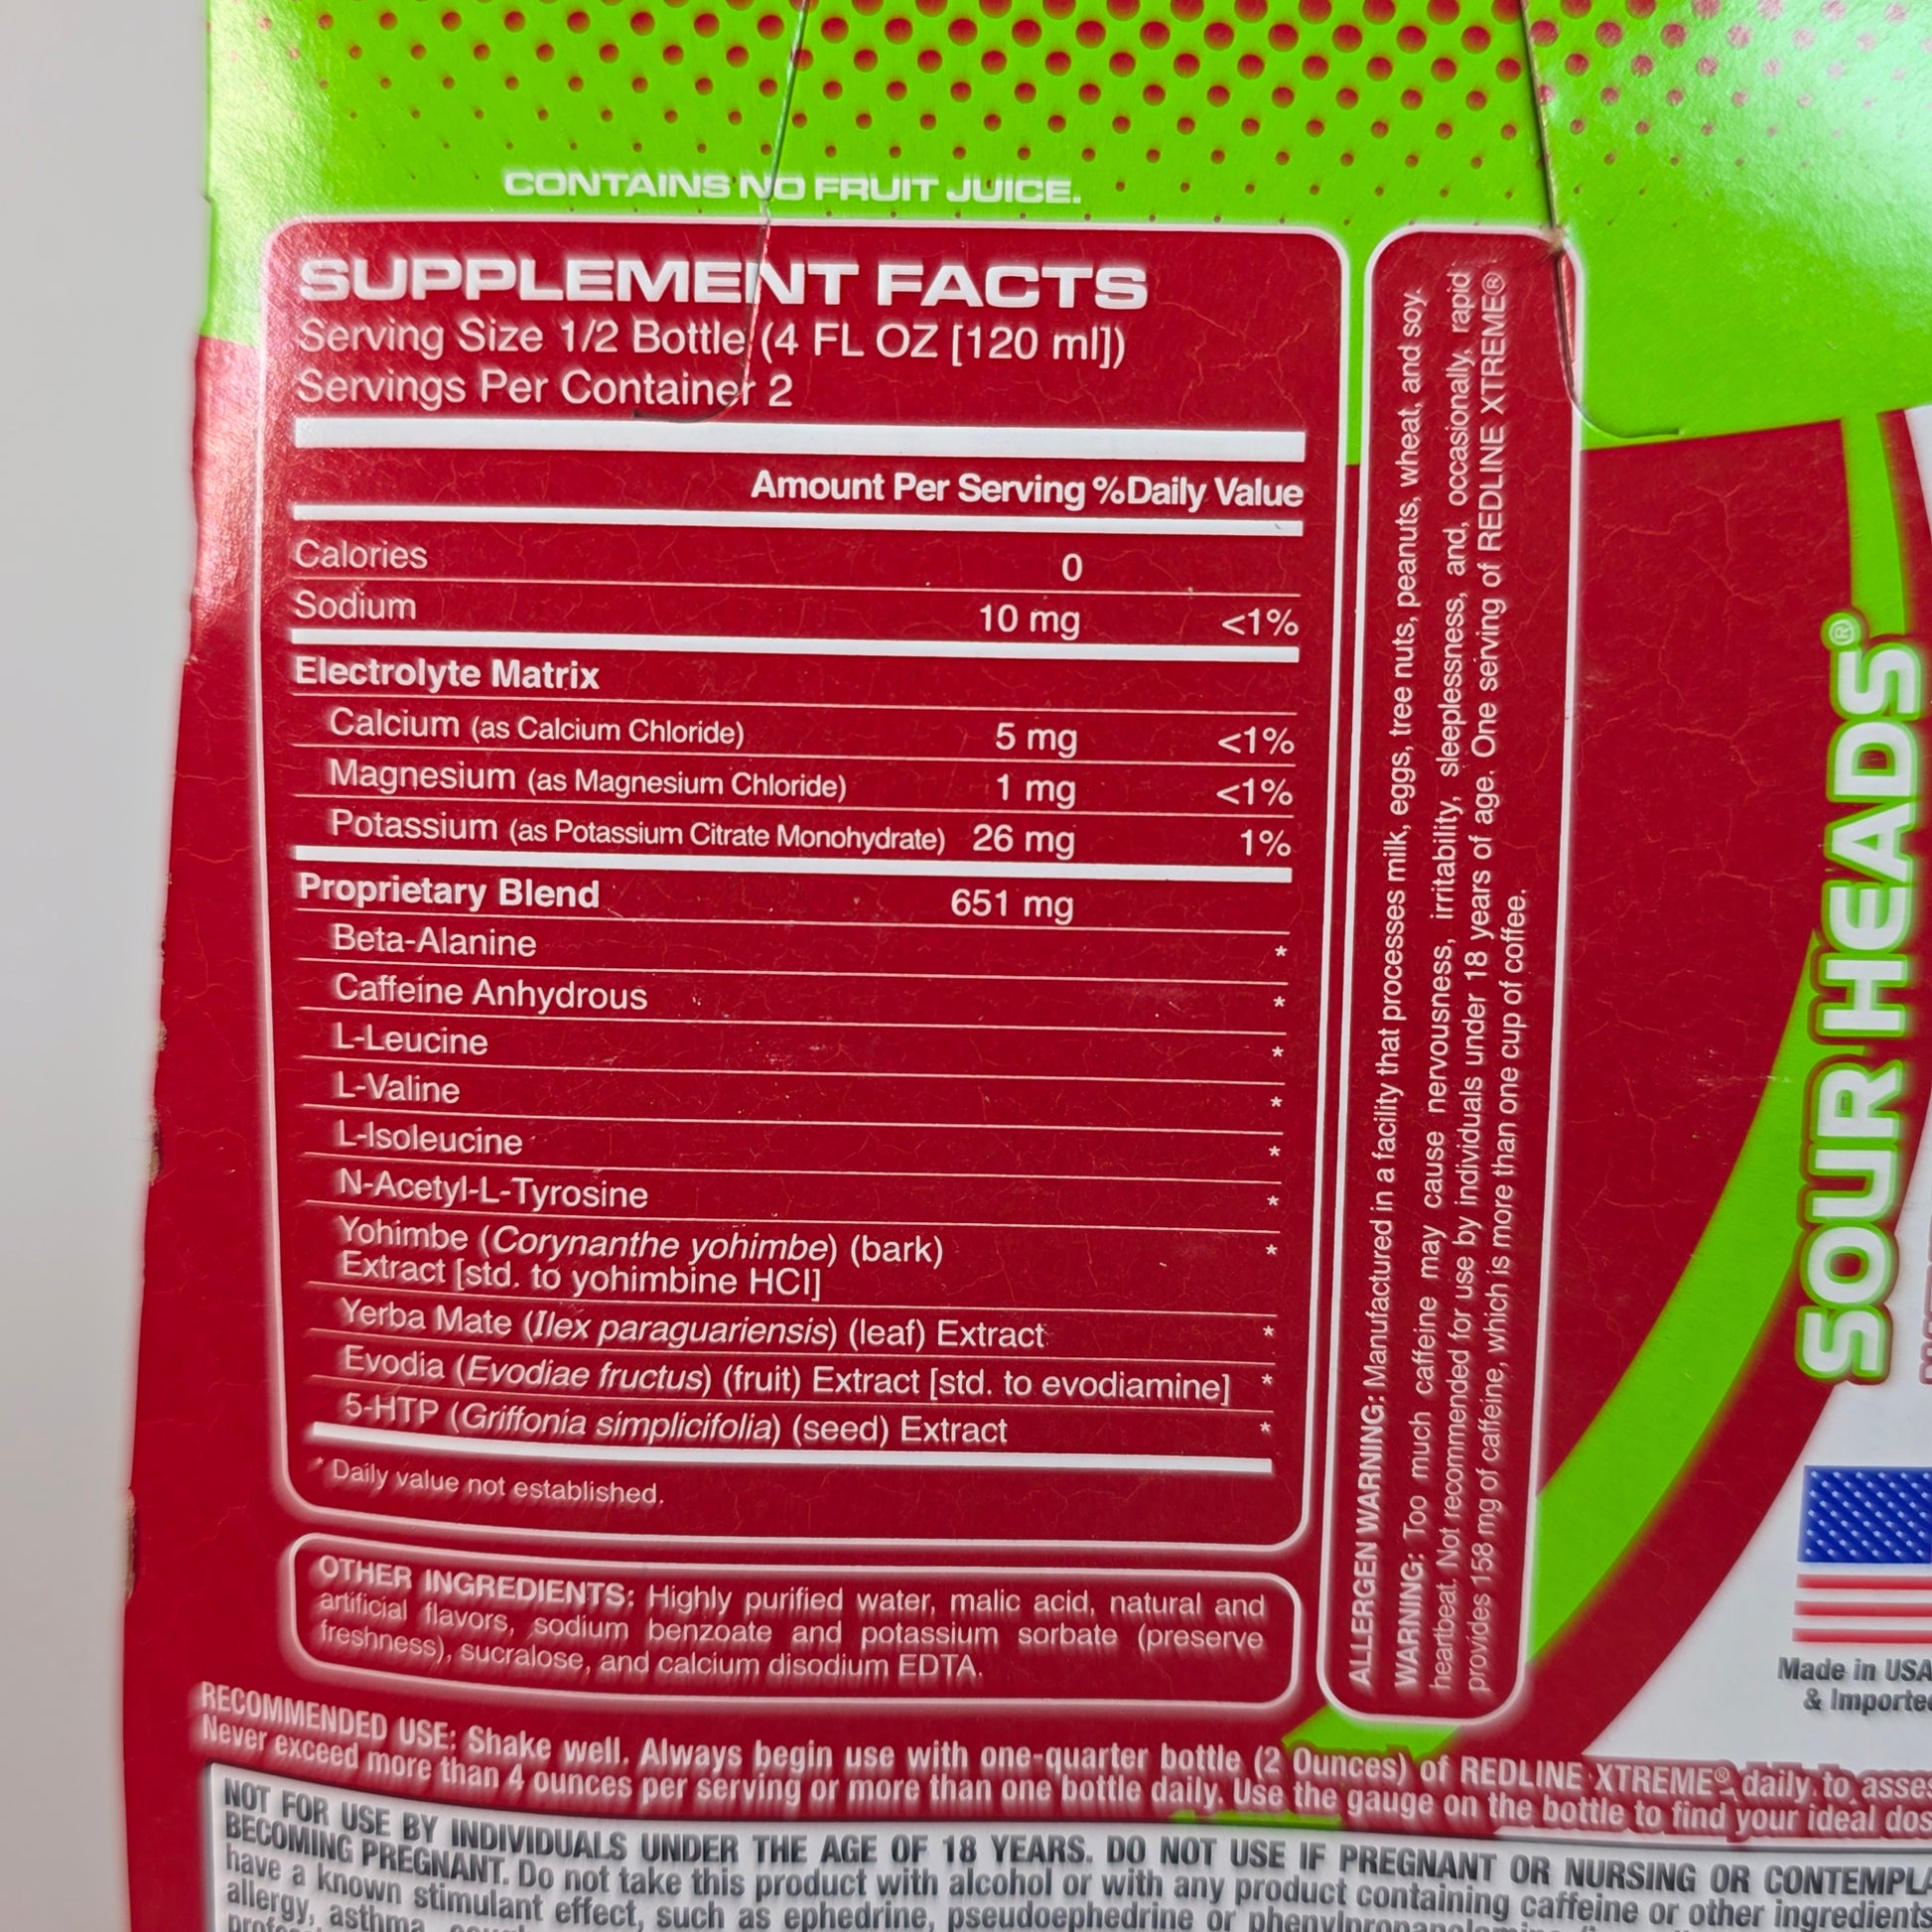 CONTAINS NO FRUIT JUICE.
SUPPLEMENT FACTS
Serving Size 1/2 Bottle (4 FL OZ [120 ml])
Servings Per Container 2
Amount Per Serving %Daily Value
Calories 0
Sodium 10 mg <1%
Electrolyte Matrix
Calcium (as Calcium Chloride) 5 mg <1%
Magnesium (as Magnesium Chloride) 1 mg <1%
Potassium (as Potassium Citrate Monohydrate) 26 mg 1%
Proprietary Blend 651 mg
Beta-Alanine *
Caffeine Anhydrous *
L-Leucine *
L-Valine *
L-Isoleucine *
N-Acetyl-L-Tyrosine *
Yohimbe (Corynanthe yohimbe) (bark) *
Extract [std. to yohimbine HCl]
Yerba Mate (Ilex paraguariensis) (leaf) Extract *
Evodia (Evodiae fructus) (fruit) Extract [std. to evodiamine] *
5-HTP (Griffonia simplicifolia) (seed) Extract *
* Daily value not established.
OTHER INGREDIENTS: Highly purified water, malic acid, natural and
artificial flavors, sodium benzoate and potassium sorbate (preserve
freshness), sucralose, and calcium disodium EDTA.
ALLERGEN WARNING: Manufactured in a facility that processes milk, eggs, tree nuts, peanuts, wheat, and soy.
WARNING: Too much caffeine may cause nervousness, irritability, sleeplessness, and, occasionally, rapid
heartbeat. Not recommended for use by individuals under 18 years of age. One serving of REDLINE XTREME®
provides 158 mg of caffeine, which is more than one cup of coffee.
SOUR HEADS®
Made in USA
& Importe
RECOMMENDED USE: Shake well. Always begin use with one-quarter bottle (2 Ounces) of REDLINE XTREME® daily to asse
Never exceed more than 4 ounces per serving or more than one bottle daily. Use the gauge on the bottle to find your ideal dos
NOT FOR USE BY INDIVIDUALS UNDER THE AGE OF 18 YEARS. DO NOT USE IF PREGNANT OR NURSING OR CONTEMPLA
BECOMING PREGNANT. Do not take this product with alcohol or with any product containing caffeine or other ingredients
have a known stimulant effect, such as ephedrine, pseudoephedrine or
allergy, asthma,